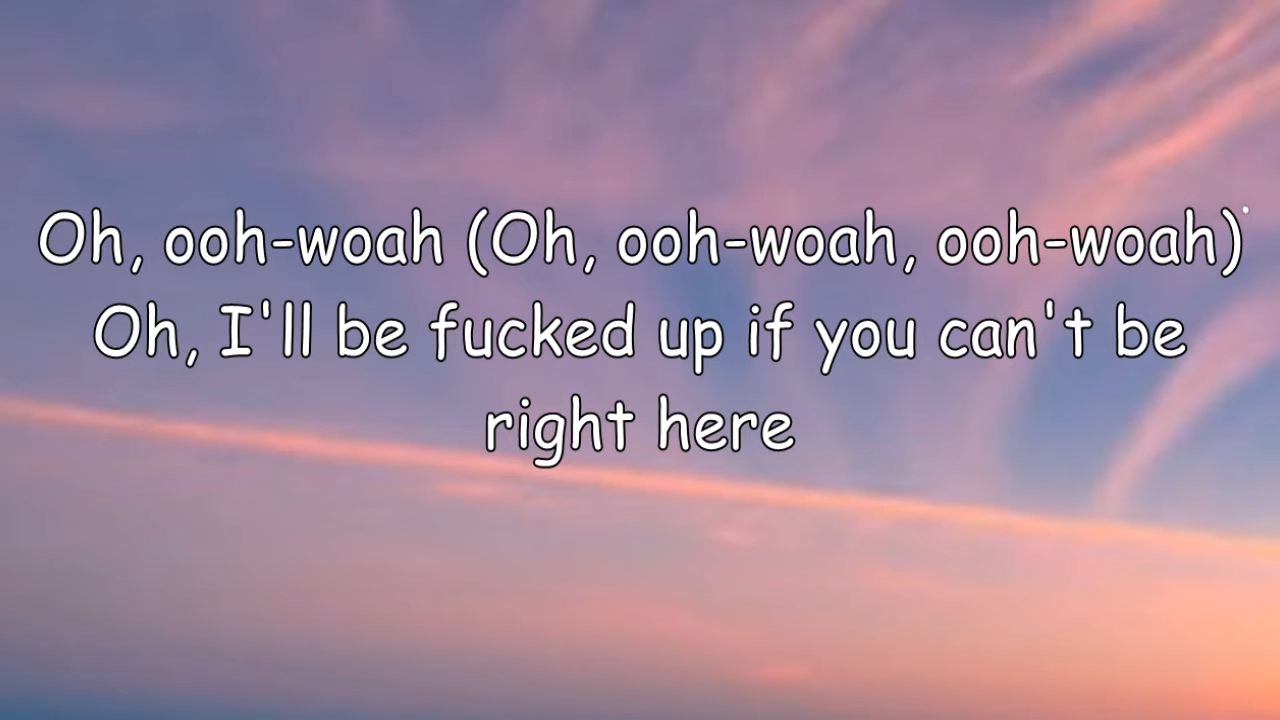 Oh, ooh-woah (Oh, ooh-woah, ooh-woah)
Oh, I'll be fucked up if you can't be
right here